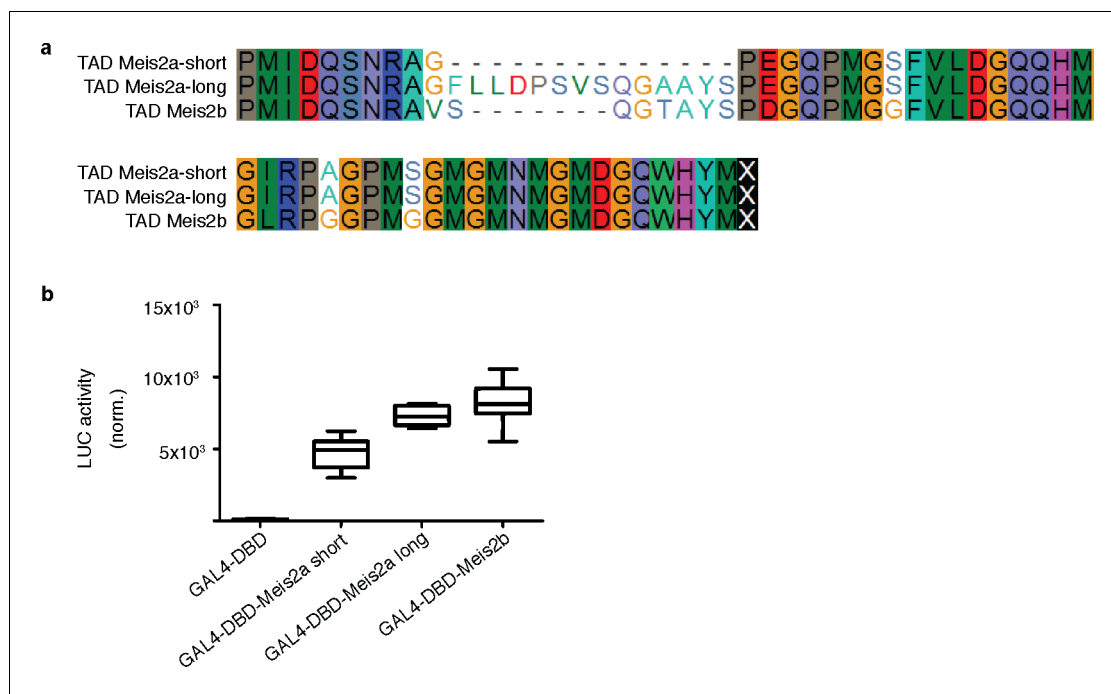 a
TAD Meis2a-short PMIDQSNRAG--------------PEGQPMGSFVLDGQQHM
TAD Meis2a-long PMIDQSNRAGFLLDPSVSQGAAYSPEGQPMGSFVLDGQQHM
TAD Meis2b PMIDQSNRAVS-------QGTAYSPDGQPMGGFVLDGQQHM
TAD Meis2a-short GIRPAGPMSGMGMNMGMDGQWHYMX
TAD Meis2a-long GIRPAGPMSGMGMNMGMDGQWHYMX
TAD Meis2b GLRPGGPMGGMGMNMGMDGQWHYMX
b
15x10³
10x10³
5x10³
LUC activity
(norm.)
GAL4-DBD
GAL4-DBD-Meis2a short
GAL4-DBD-Meis2a long
GAL4-DBD-Meis2b